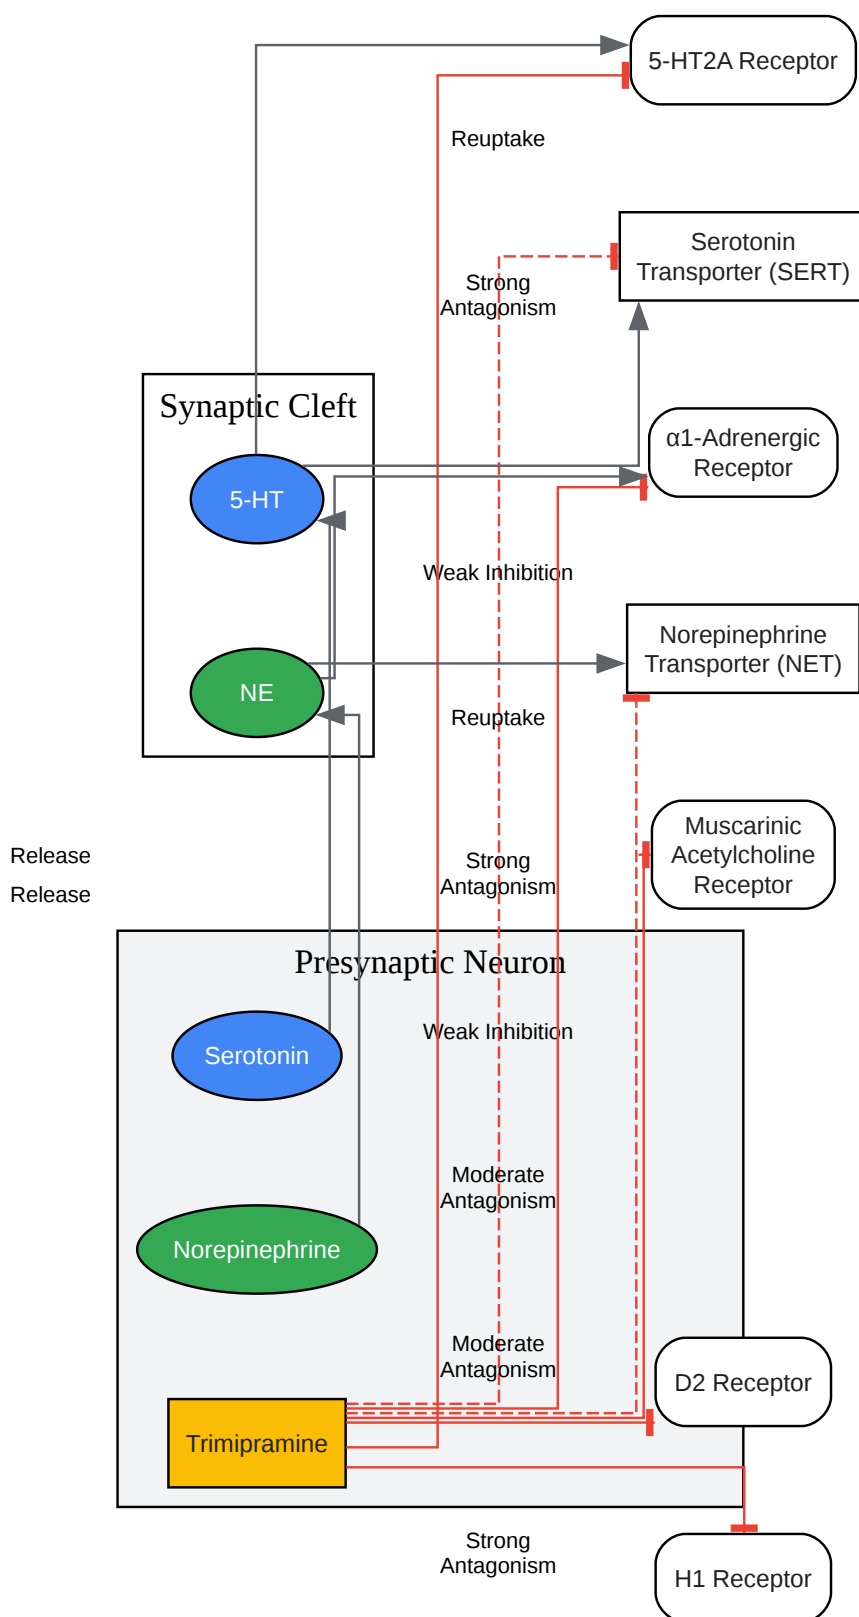 5-HT2A Receptor
Reuptake
Serotonin
Transporter (SERT)
Strong
Antagonism
Synaptic Cleft
α1-Adrenergic
Receptor
5-HT
Weak Inhibition
Norepinephrine
Transporter (NET)
NE
Reuptake
Muscarinic
Acetylcholine
Receptor
Release
Strong
Antagonism
Release
Presynaptic Neuron
Weak Inhibition
Serotonin
Moderate
Antagonism
Norepinephrine
Moderate
Antagonism
D2 Receptor
Trimipramine
Strong
Antagonism
H1 Receptor